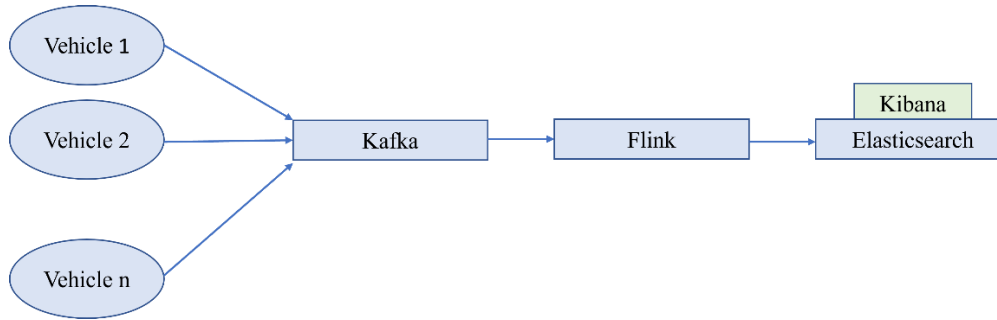 Vehicle 1
Vehicle 2
Vehicle n
Kafka
Flink
Kibana
Elasticsearch